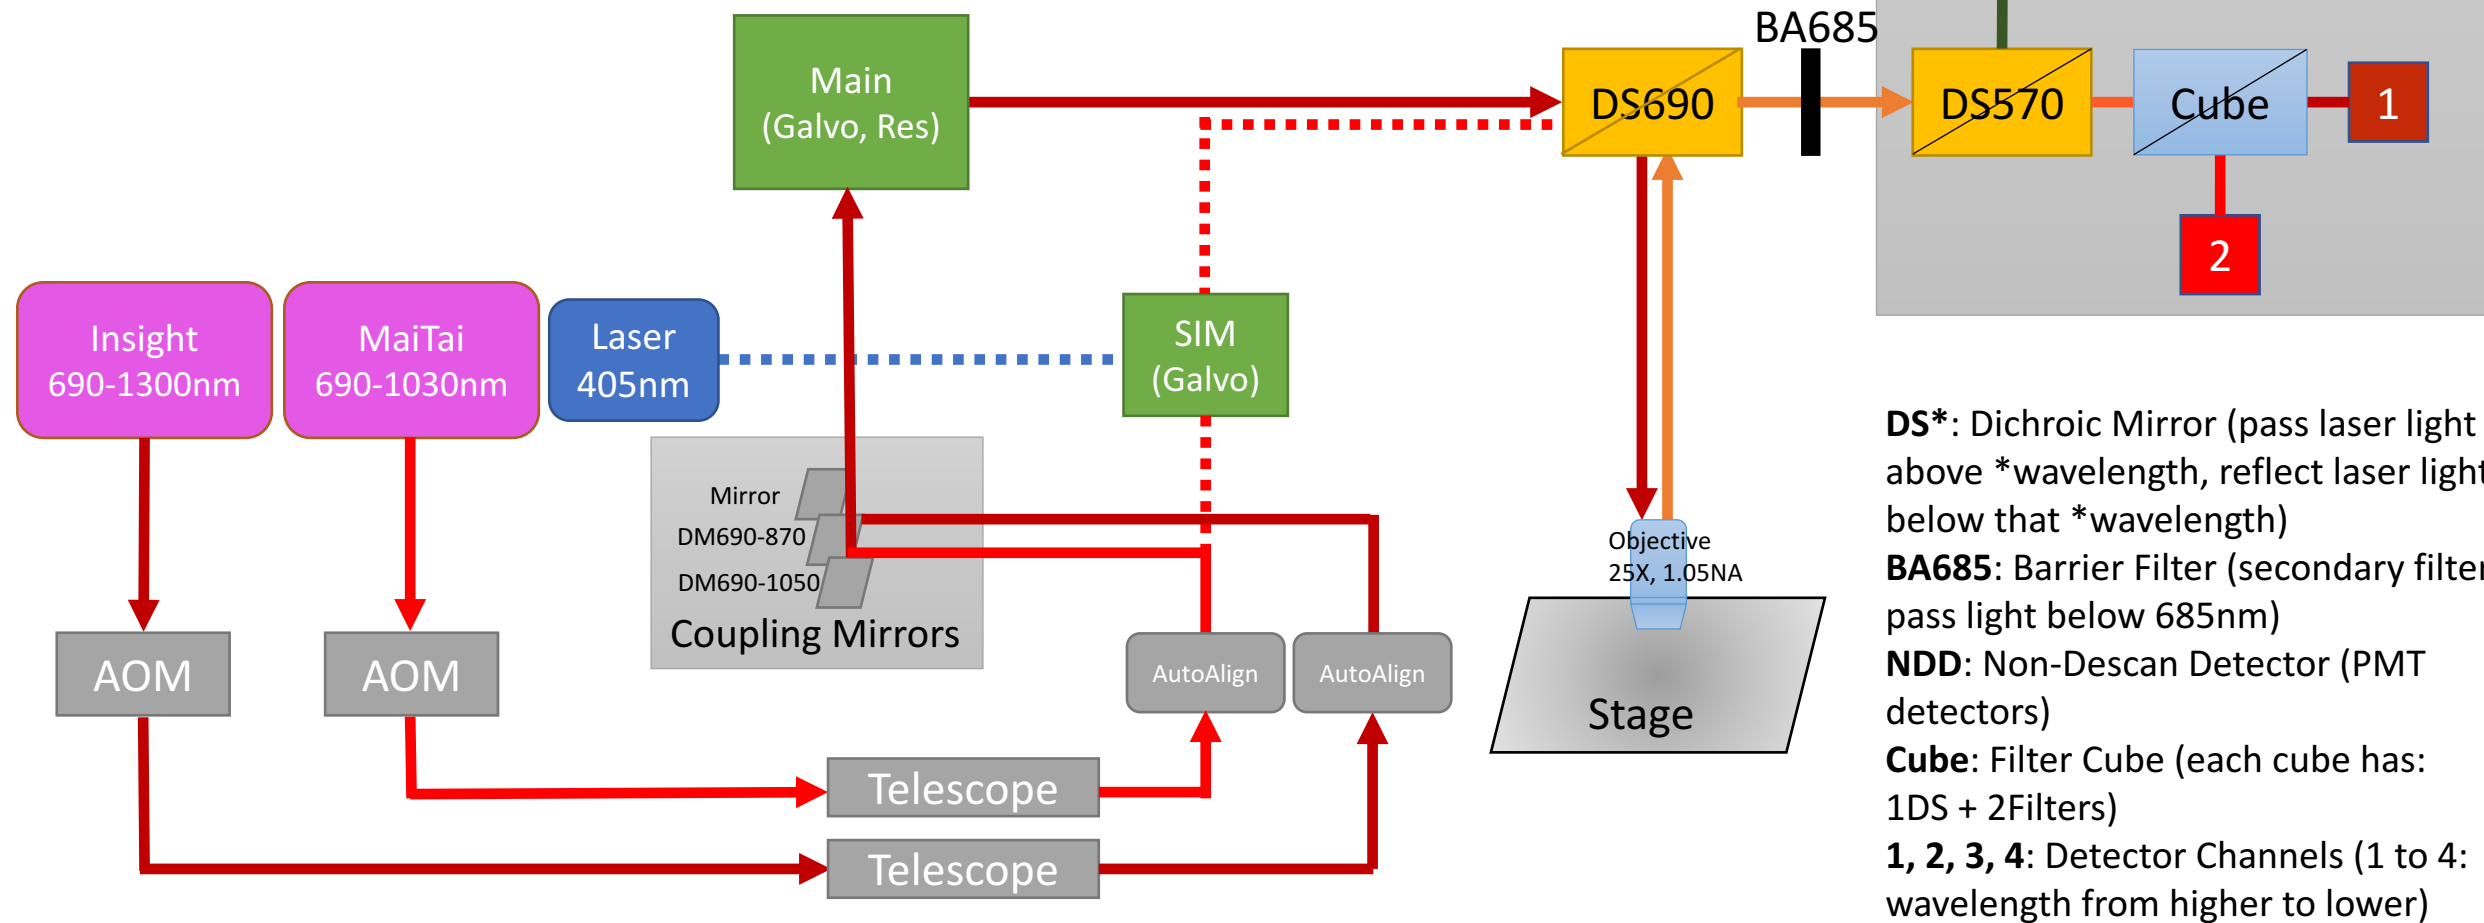 BA685
Main
(Galvo, Res)
DS690
DS570
Cube
1
2
Insight
690-1300nm
MaiTai
690-1030nm
Laser
405nm
SIM
(Galvo)
Mirror
DM690-870
DM690-1050
Coupling Mirrors
Objective
25X, 1.05NA
AOM
AOM
AutoAlign
AutoAlign
Stage
Telescope
Telescope
DS*: Dichroic Mirror (pass laser light
above *wavelength, reflect laser light
below that *wavelength)
BA685: Barrier Filter (secondary filter
pass light below 685nm)
NDD: Non-Descan Detector (PMT
detectors)
Cube: Filter Cube (each cube has:
1DS + 2Filters)
1, 2, 3, 4: Detector Channels (1 to 4:
wavelength from higher to lower)